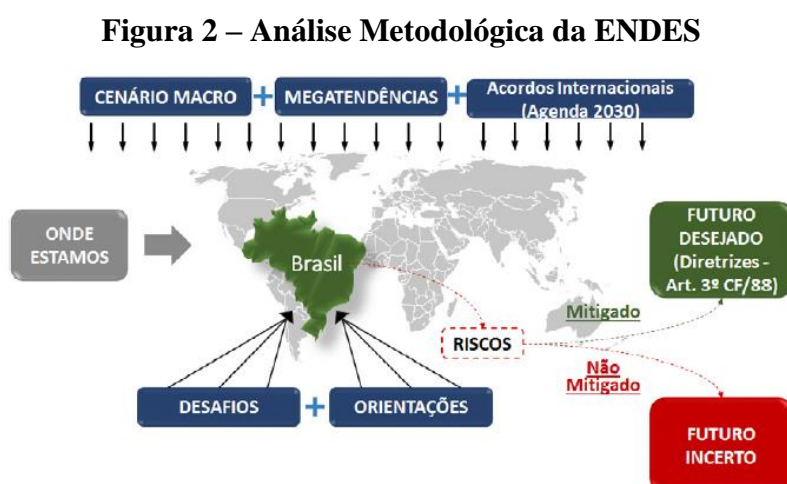 Figura 2 – Análise Metodológica da ENDES
CENÁRIO MACRO + MEGATENDÊNCIAS + Acordos Internacionais
(Agenda 2030)
ONDE
ESTAMOS
Brasil
FUTURO
DESEJADO
(Diretrizes -
Art. 3º CF/88)
Mitigado
RISCOS
Não
Mitigado
DESAFIOS + ORIENTAÇÕES
FUTURO
INCERTO